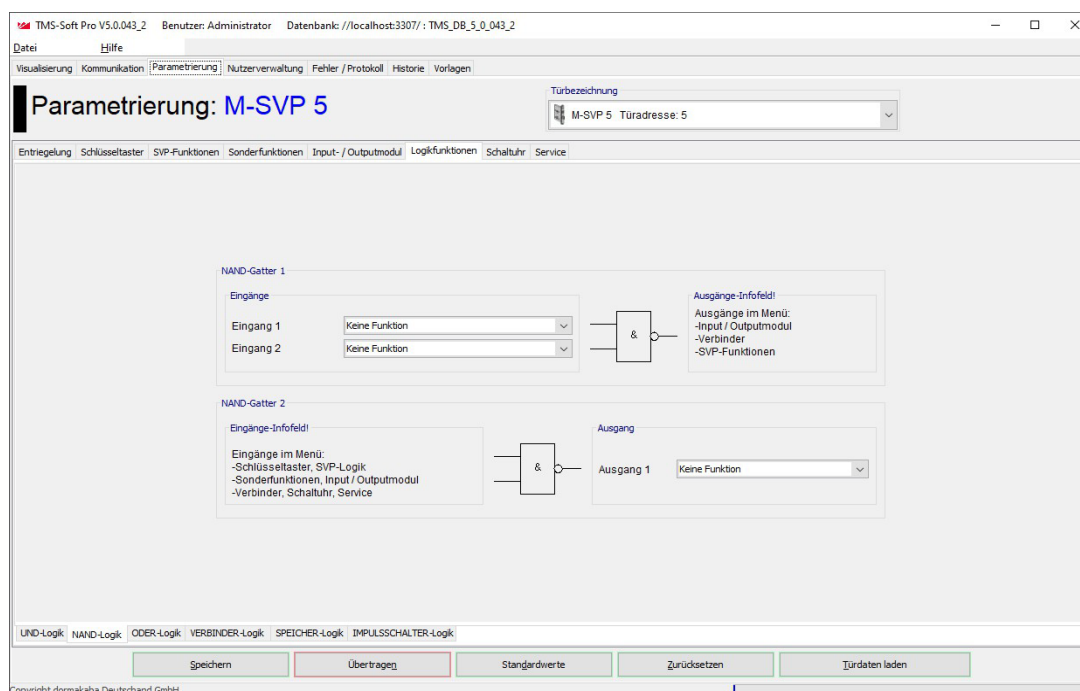 TMS-Soft Pro V5.0.043_2 Benutzer: Administrator Datenbank: //localhost:3307/ : TMS_DB_5_0_043_2
Datei Hilfe
Visualisierung Kommunikation Parametrierung Nutzerverwaltung Fehler / Protokoll Historie Vorlagen
Parametrierung: M-SVP 5
Türbezeichnung
M-SVP 5 Türadresse: 5
Entriegelung Schlüsseltaster SVP-Funktionen Sonderfunktionen Input- / Outputmodul Logikfunktionen Schaltuhr Service
NAND-Gatter 1
Eingänge
Eingang 1 Keine Funktion
Eingang 2 Keine Funktion
&
Ausgänge-Infofeld!
Ausgänge im Menü:
-Input / Outputmodul
-Verbinder
-SVP-Funktionen
NAND-Gatter 2
Eingänge-Infofeld!
Eingänge im Menü:
-Schlüsseltaster, SVP-Logik
-Sonderfunktionen, Input / Outputmodul
-Verbinder, Schaltuhr, Service
&
Ausgang
Ausgang 1 Keine Funktion
UND-Logik NAND-Logik ODER-Logik VERBINDER-Logik SPEICHER-Logik IMPULSSCHALTER-Logik
Speichern Übertragen Standardwerte Zurücksetzen Türdaten laden
Copyright dormakaba Deutschand GmbH